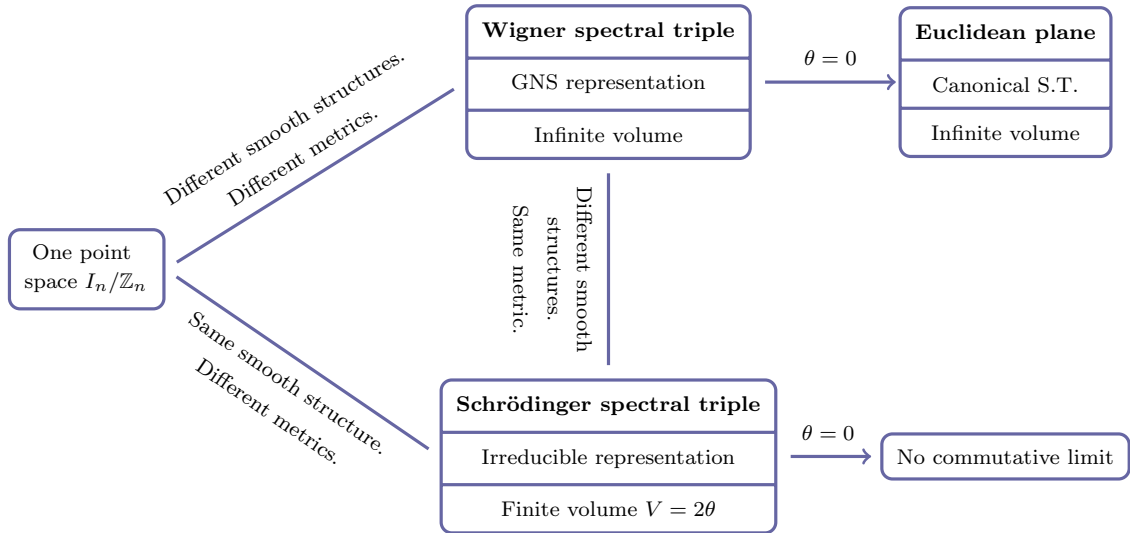 Wigner spectral triple
GNS representation
Infinite volume
θ = 0
Euclidean plane
Canonical S.T.
Infinite volume
Different smooth structures.
Different metrics.
One point
space Iₙ/ℤₙ
Different smooth
structures.
Same metric.
Same smooth structure.
Different metrics.
Schrödinger spectral triple
Irreducible representation
Finite volume V = 2θ
θ = 0
No commutative limit